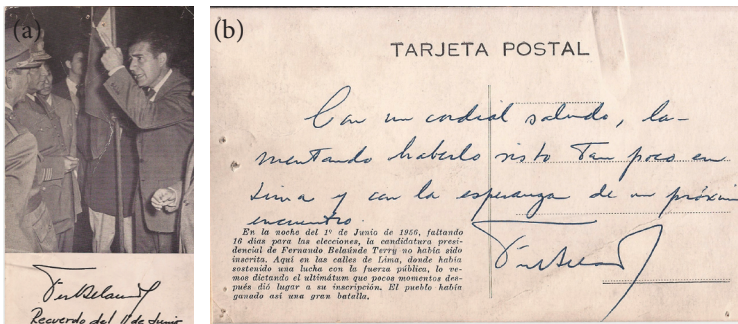 (a)
Recuerdo del 1º de Junio
(b)
TARJETA POSTAL
Con un cordial saludo, la-
mentando haberlo visto tan poco en
Lima y con la esperanza de un próximo
encuentro.
En la noche del 1º de Junio de 1956, faltando
16 días para las elecciones, la candidatura presi-
dencial de Fernando Belaúnde Terry no había sido
inscrita. Aquí en las calles de Lima, donde había
sostenido una lucha con la fuerza pública, lo ve-
mos dictando el ultimátum que pocos momentos des-
pués dió lugar a su inscripción. El pueblo había
ganado así una gran batalla.